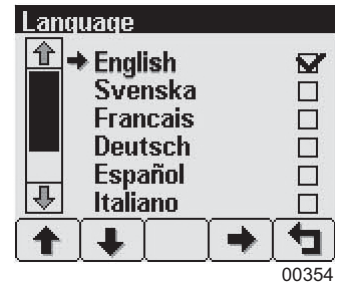 Language
English
Svenska
Francais
Deutsch
Español
Italiano
00354